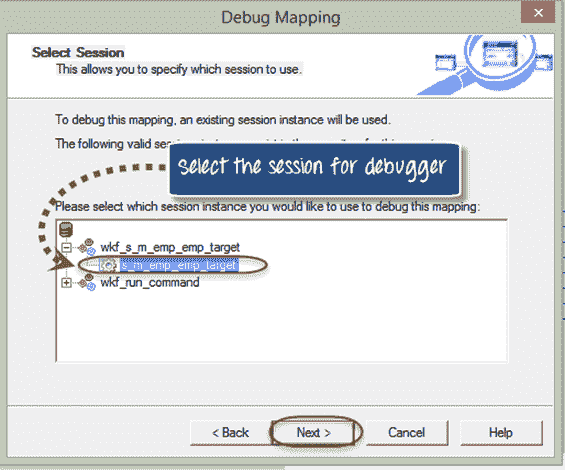 Debug Mapping
Select Session
This allows you to specify which session to use.
To debug this mapping, an existing session instance will be used.
The following valid
Select the session for debugger
Please select which session instance you would like to use to debug this mapping:
wkf_s_m_emp_emp_target
s_m_emp_emp_target
wkf_run_command
< Back Next > Cancel Help